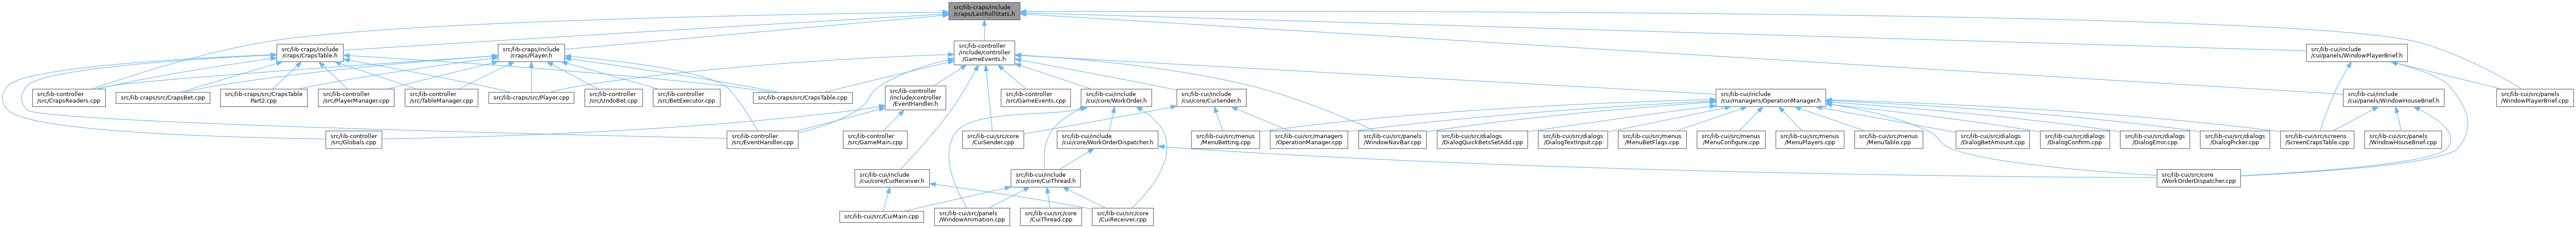 src/lib-craps/include
/craps/LastRollStats.h
src/lib-craps/include
/craps/CrapsTable.h
src/lib-craps/include
/craps/Player.h
src/lib-controller
/include/controller
/GameEvents.h
src/lib-cui/include
/cui/panels/WindowPlayerBrief.h
src/lib-controller
/src/CrapsReaders.cpp
src/lib-craps/src/CrapsBet.cpp
src/lib-craps/src/CrapsTable
Part2.cpp
src/lib-controller
/src/PlayerManager.cpp
src/lib-controller
/src/TableManager.cpp
src/lib-craps/src/Player.cpp
src/lib-controller
/src/UndoBet.cpp
src/lib-controller
/src/BetExecutor.cpp
src/lib-craps/src/CrapsTable.cpp
src/lib-controller
/include/controller
/EventHandler.h
src/lib-controller
/src/GameEvents.cpp
src/lib-cui/include
/cui/core/WorkOrder.h
src/lib-cui/include
/cui/core/CuiSender.h
src/lib-cui/include
/cui/managers/OperationManager.h
src/lib-cui/include
/cui/panels/WindowHouseBrief.h
src/lib-cui/src/panels
/WindowPlayerBrief.cpp
src/lib-controller
/src/Globals.cpp
src/lib-controller
/src/EventHandler.cpp
src/lib-controller
/src/GameMain.cpp
src/lib-cui/src/core
/CuiSender.cpp
src/lib-cui/include
/cui/core/WorkOrderDispatcher.h
src/lib-cui/src/menus
/MenuBetting.cpp
src/lib-cui/src/managers
/OperationManager.cpp
src/lib-cui/src/panels
/WindowNavBar.cpp
src/lib-cui/src/dialogs
/DialogQuickBetsSetAdd.cpp
src/lib-cui/src/dialogs
/DialogTextInput.cpp
src/lib-cui/src/menus
/MenuBetFlags.cpp
src/lib-cui/src/menus
/MenuConfigure.cpp
src/lib-cui/src/menus
/MenuPlayers.cpp
src/lib-cui/src/menus
/MenuTable.cpp
src/lib-cui/src/dialogs
/DialogBetAmount.cpp
src/lib-cui/src/dialogs
/DialogConfirm.cpp
src/lib-cui/src/dialogs
/DialogError.cpp
src/lib-cui/src/dialogs
/DialogPicker.cpp
src/lib-cui/src/screens
/ScreenCrapsTable.cpp
src/lib-cui/src/panels
/WindowHouseBrief.cpp
src/lib-cui/include
/cui/core/CuiReceiver.h
src/lib-cui/include
/cui/core/CuiThread.h
src/lib-cui/src/core
/WorkOrderDispatcher.cpp
src/lib-cui/src/CuiMain.cpp
src/lib-cui/src/panels
/WindowAnimation.cpp
src/lib-cui/src/core
/CuiThread.cpp
src/lib-cui/src/core
/CuiReceiver.cpp